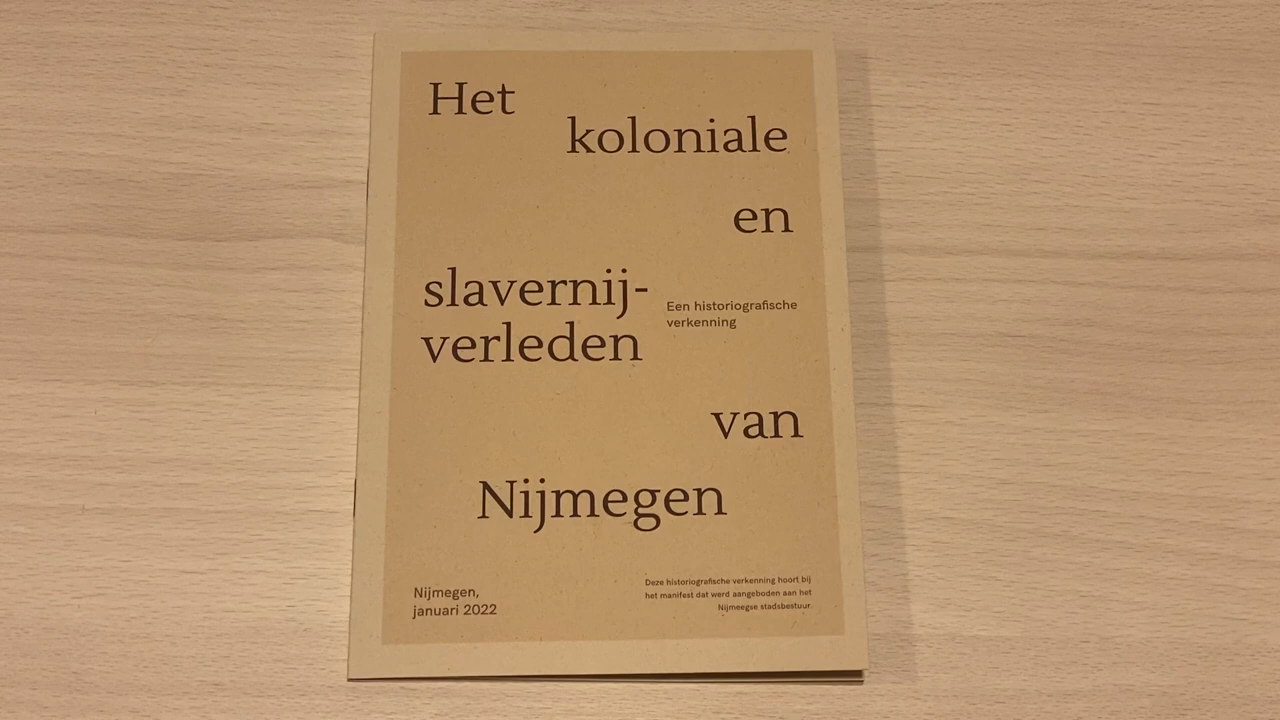 Het
koloniale
en
slavernij-
verleden
Een historiografische
verkenning
van
Nijmegen
Nijmegen,
januari 2022
Deze historiografische verkenning hoort bij
het manifest dat werd aangeboden aan het
Nijmeegse stadsbestuur.